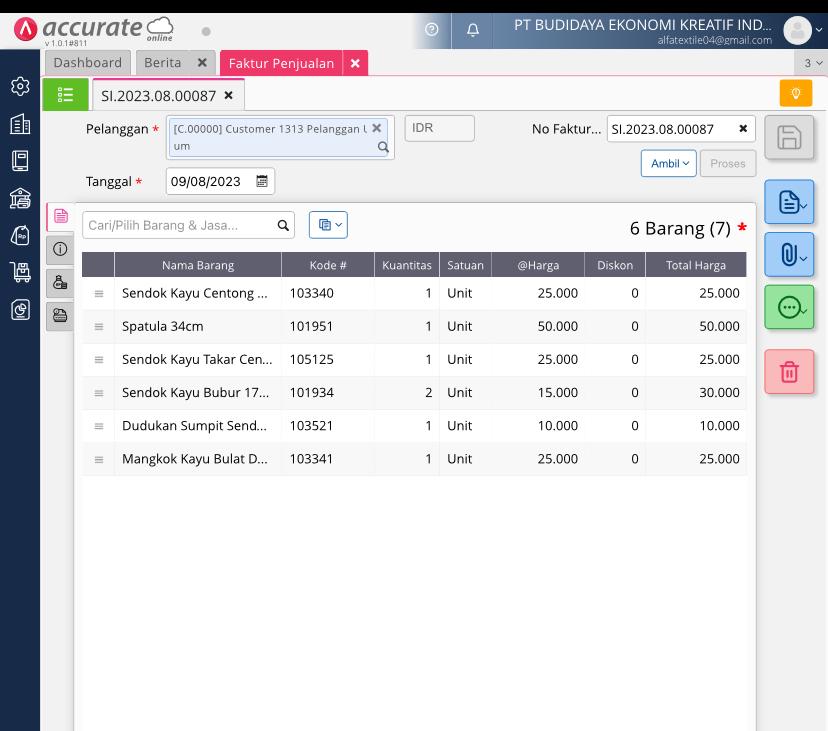 accurate
online
v 1.0.1#811
PT BUDIDAYA EKONOMI KREATIF IND...
alfatextile04@gmail.com
Dashboard Berita Faktur Penjualan 3
SI.2023.08.00087
Pelanggan * [C.00000] Customer 1313 Pelanggan
um
IDR No Faktur... SI.2023.08.00087
Ambil Proses
Tanggal * 09/08/2023
Cari/Pilih Barang & Jasa... 6 Barang (7) *
Nama Barang Kode # Kuantitas Satuan @Harga Diskon Total Harga
Sendok Kayu Centong ... 103340 1 Unit 25.000 0 25.000
Spatula 34cm 101951 1 Unit 50.000 0 50.000
Sendok Kayu Takar Cen... 105125 1 Unit 25.000 0 25.000
Sendok Kayu Bubur 17... 101934 2 Unit 15.000 0 30.000
Dudukan Sumpit Send... 103521 1 Unit 10.000 0 10.000
Mangkok Kayu Bulat D... 103341 1 Unit 25.000 0 25.000